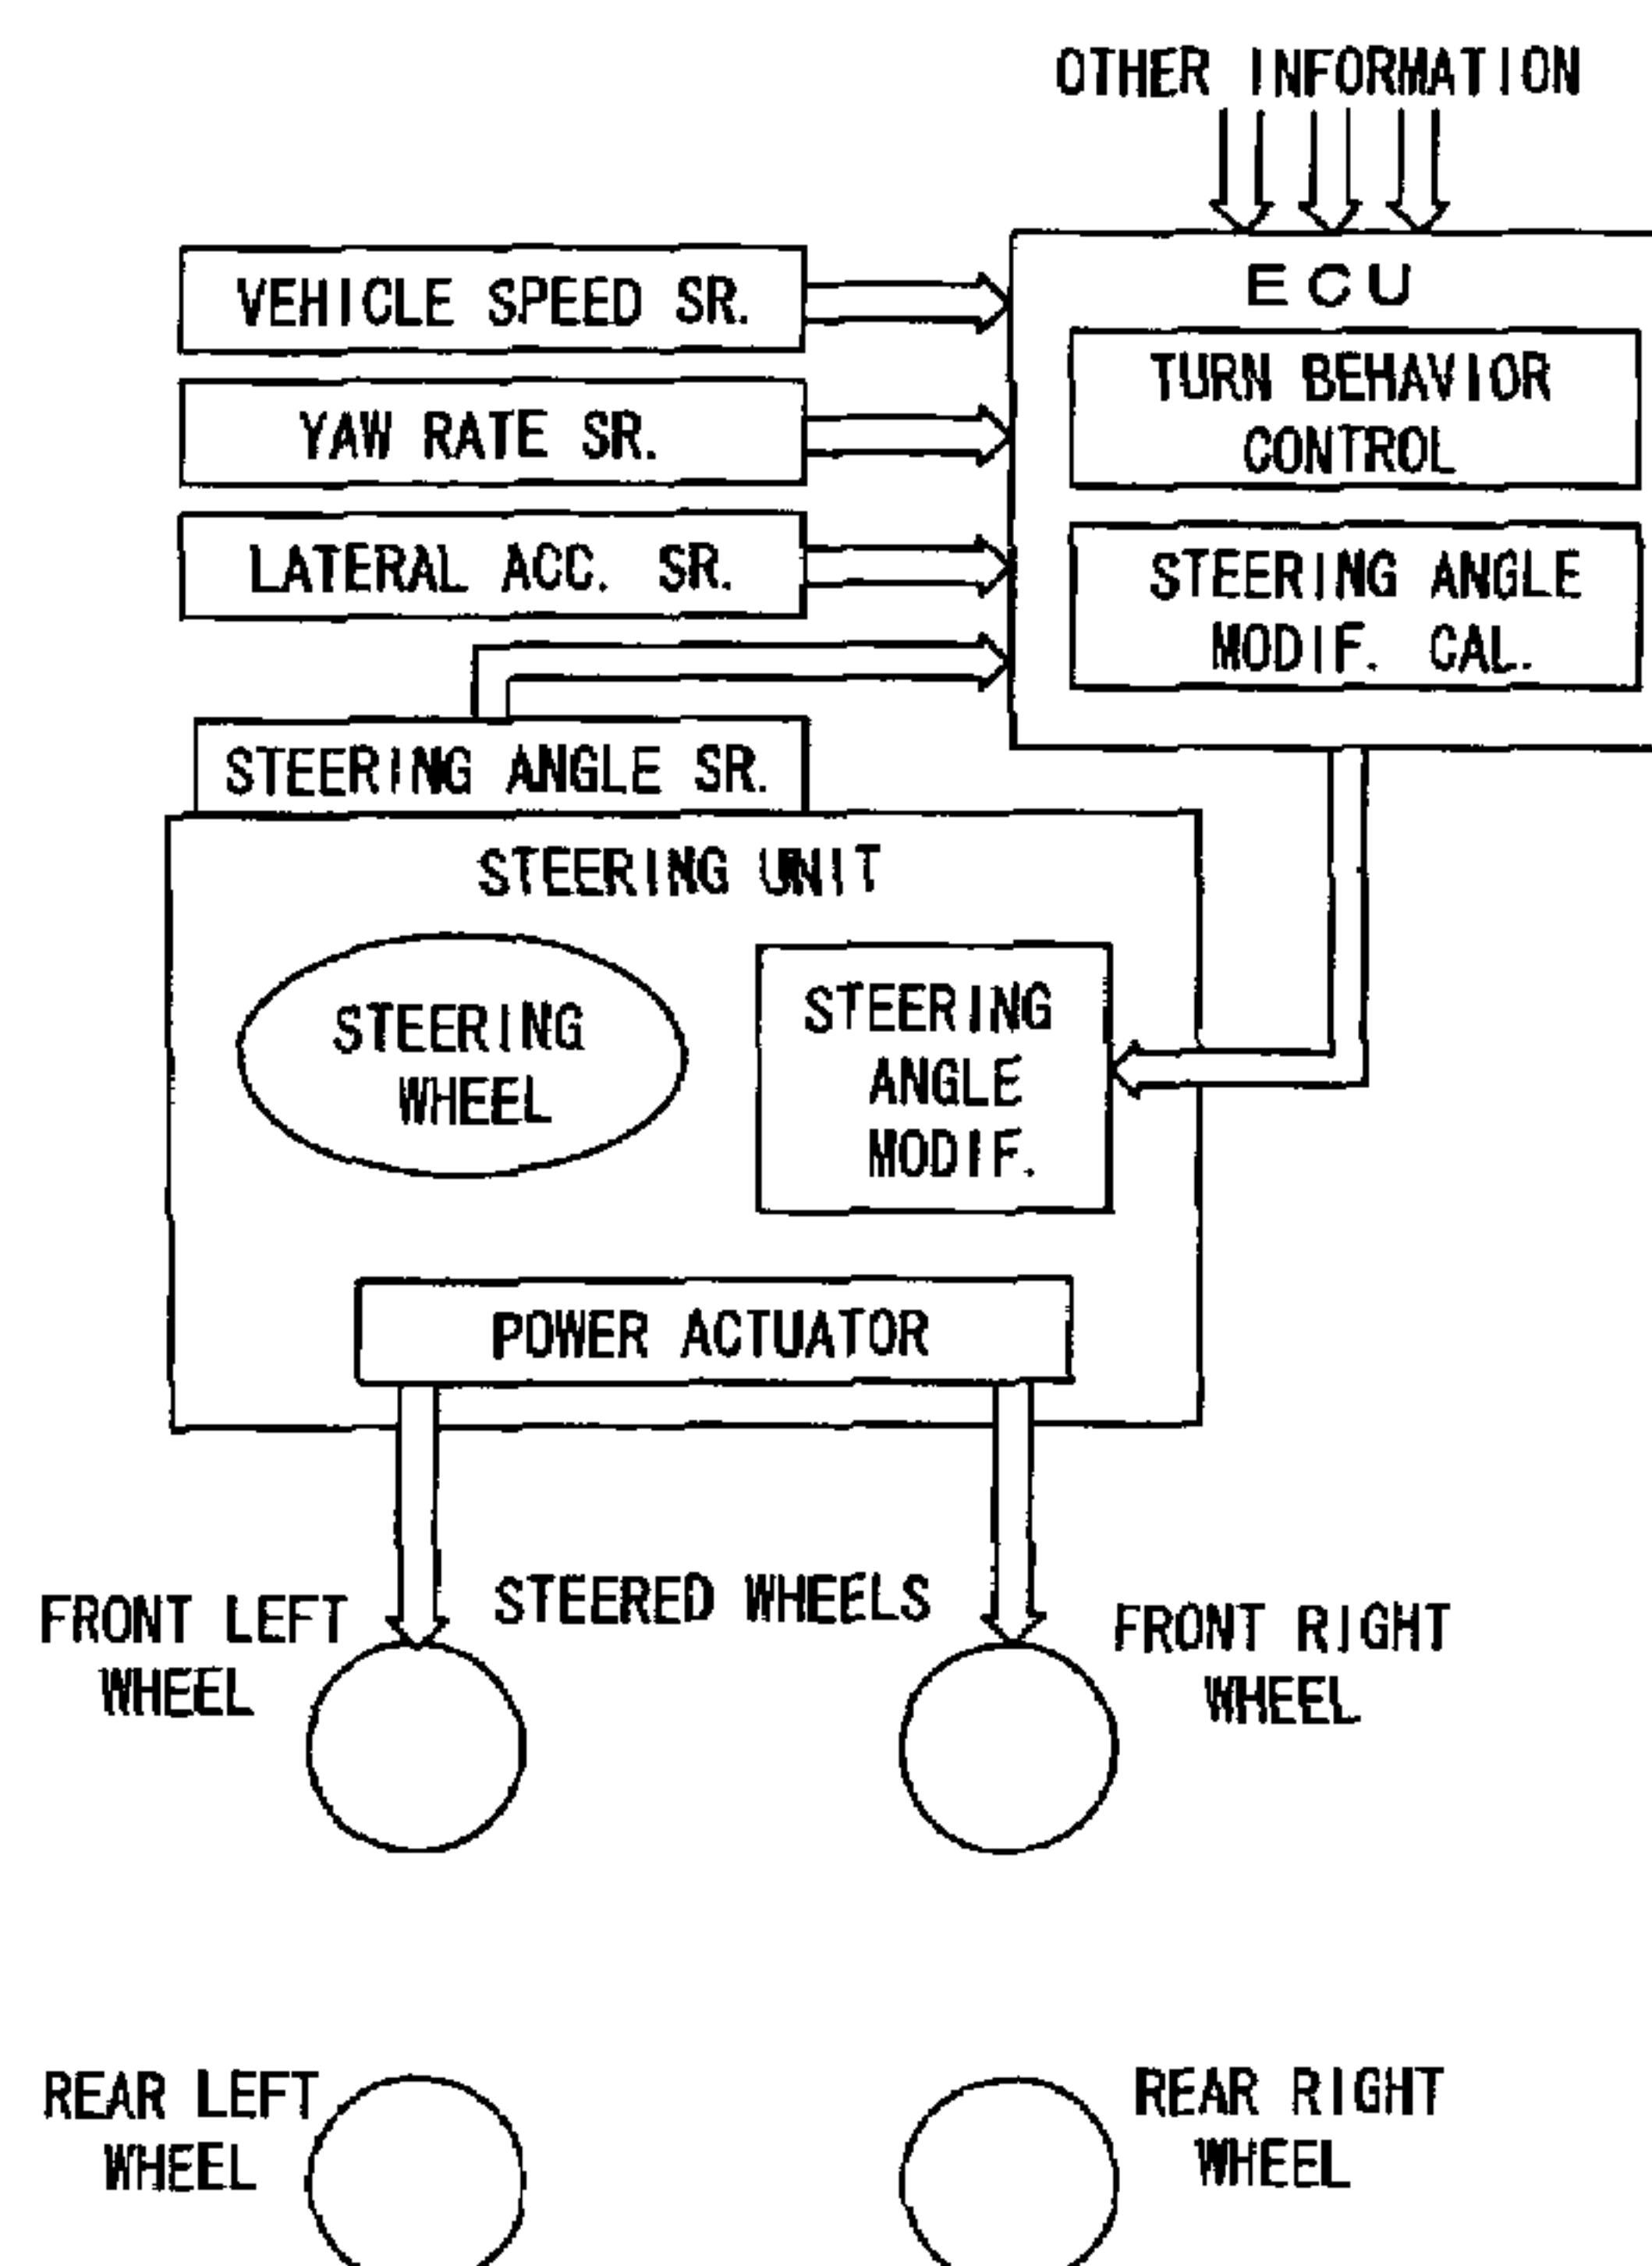 OTHER INFORMATION
ECU
VEHICLE SPEED SR.
TURN BEHAVIOR
CONTROL
YAW RATE SR.
LATERAL ACC. SR.
STEERING ANGLE
MODIF. CAL.
STEERING ANGLE SR.
STEERING UNIT
STEERING
WHEEL
STEERING
ANGLE
MODIF.
POWER ACTUATOR
STEERED WHEELS
FRONT LEFT
WHEEL
FRONT RIGHT
WHEEL
REAR LEFT
WHEEL
REAR RIGHT
WHEEL